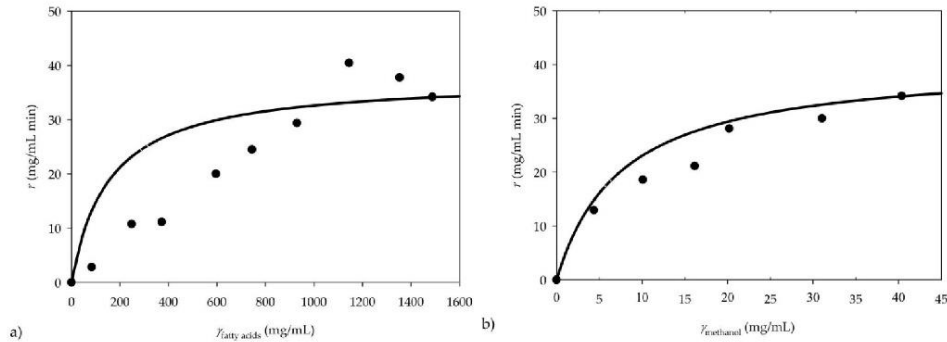 50
40
30
20
10
0
r (mg/mL min)
0 200 400 600 800 1000 1200 1400 1600
γfatty acids (mg/mL)
a)
50
40
30
20
10
0
r (mg/mL min)
0 5 10 15 20 25 30 35 40 45
γmethanol (mg/mL)
b)